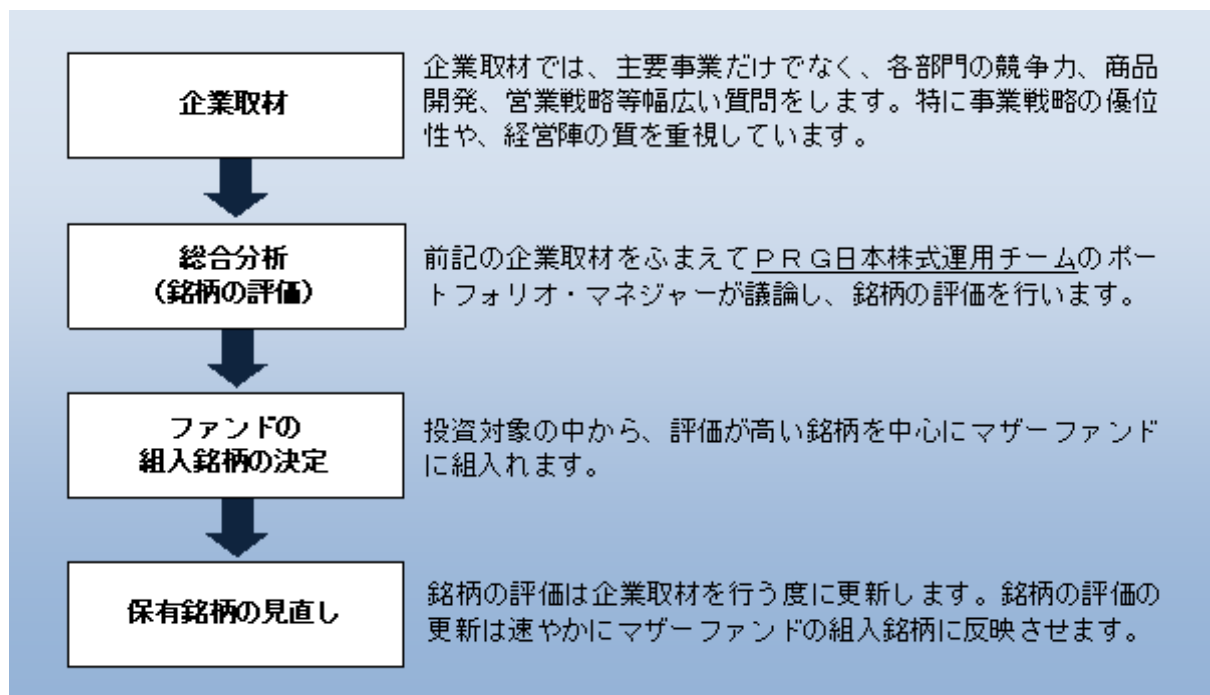 企業取材
企業取材では、主要事業だけでなく、各部門の競争力、商品
開発、営業戦略等幅広い質問をします。特に事業戦略の優位
性や、経営陣の質を重視しています。
総合分析
（銘柄の評価）
前記の企業取材をふまえてＰＲＧ日本株式運用チームのポー
トフォリオ・マネジャーが議論し、銘柄の評価を行います。
ファンドの
組入銘柄の決定
投資対象の中から、評価が高い銘柄を中心にマザーファンド
に組入れます。
保有銘柄の見直し
銘柄の評価は企業取材を行う度に更新します。銘柄の評価の
更新は速やかにマザーファンドの組入銘柄に反映させます。